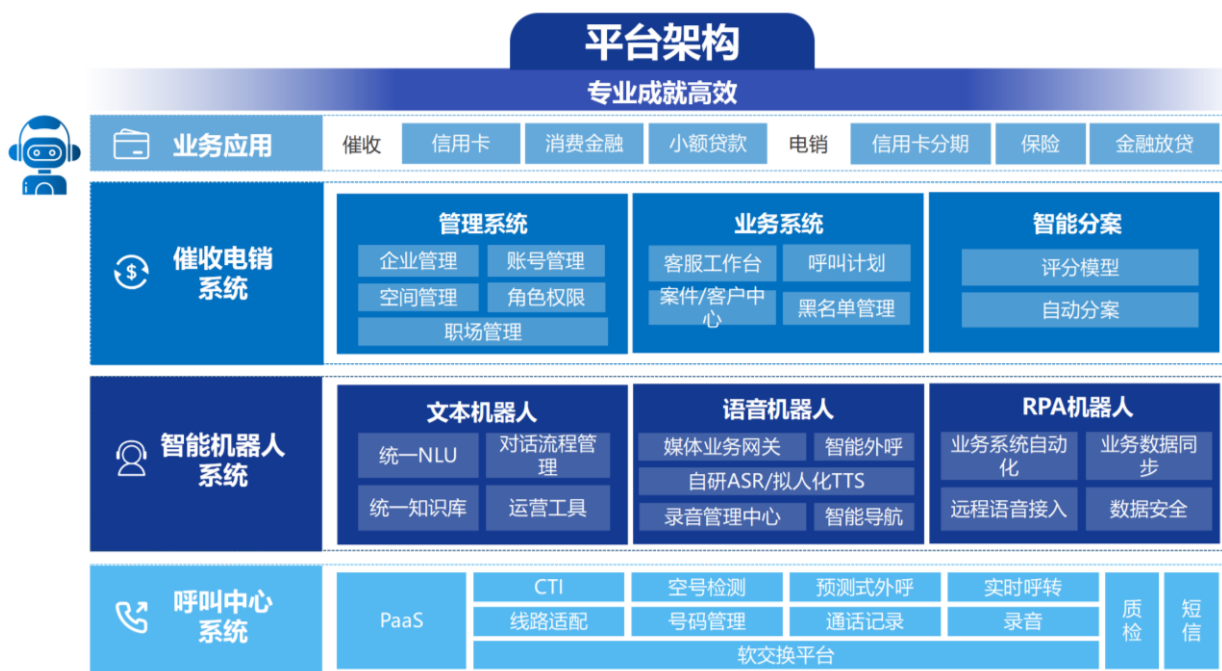 平台架构
专业成就高效
业务应用
催收
信用卡
消费金融
小额贷款
电销
信用卡分期
保险
金融放贷
催收电销
系统
管理系统
企业管理
账号管理
空间管理
角色权限
职场管理
业务系统
客服工作台
呼叫计划
案件/客户中
心
黑名单管理
智能分案
评分模型
自动分案
智能机器人
系统
文本机器人
统一NLU
对话流程管
理
统一知识库
运营工具
语音机器人
媒体业务网关
智能外呼
自研ASR/拟人化TTS
录音管理中心
智能导航
RPA机器人
业务系统自动
化
业务数据同
步
远程语音接入
数据安全
呼叫中心
系统
PaaS
CTI
空号检测
预测式外呼
实时呼转
线路适配
号码管理
通话记录
录音
软交换平台
质
检
短
信